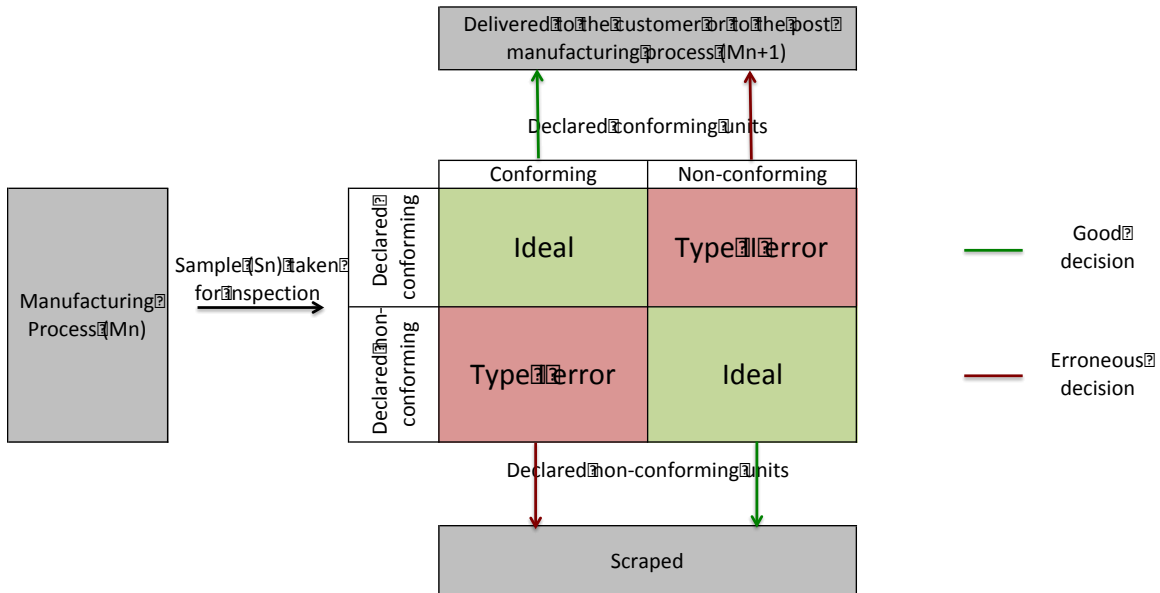 Delivered to the customer or to the post
manufacturing process (Mn+1)
Declared conforming units
Conforming
Non-conforming
Declared
conforming
Ideal
Type II error
Good
decision
Sample (Sn) taken
for inspection
Manufacturing
Process (Mn)
Declared non-
conforming
Type I error
Ideal
Erroneous
decision
Declared non-conforming units
Scraped